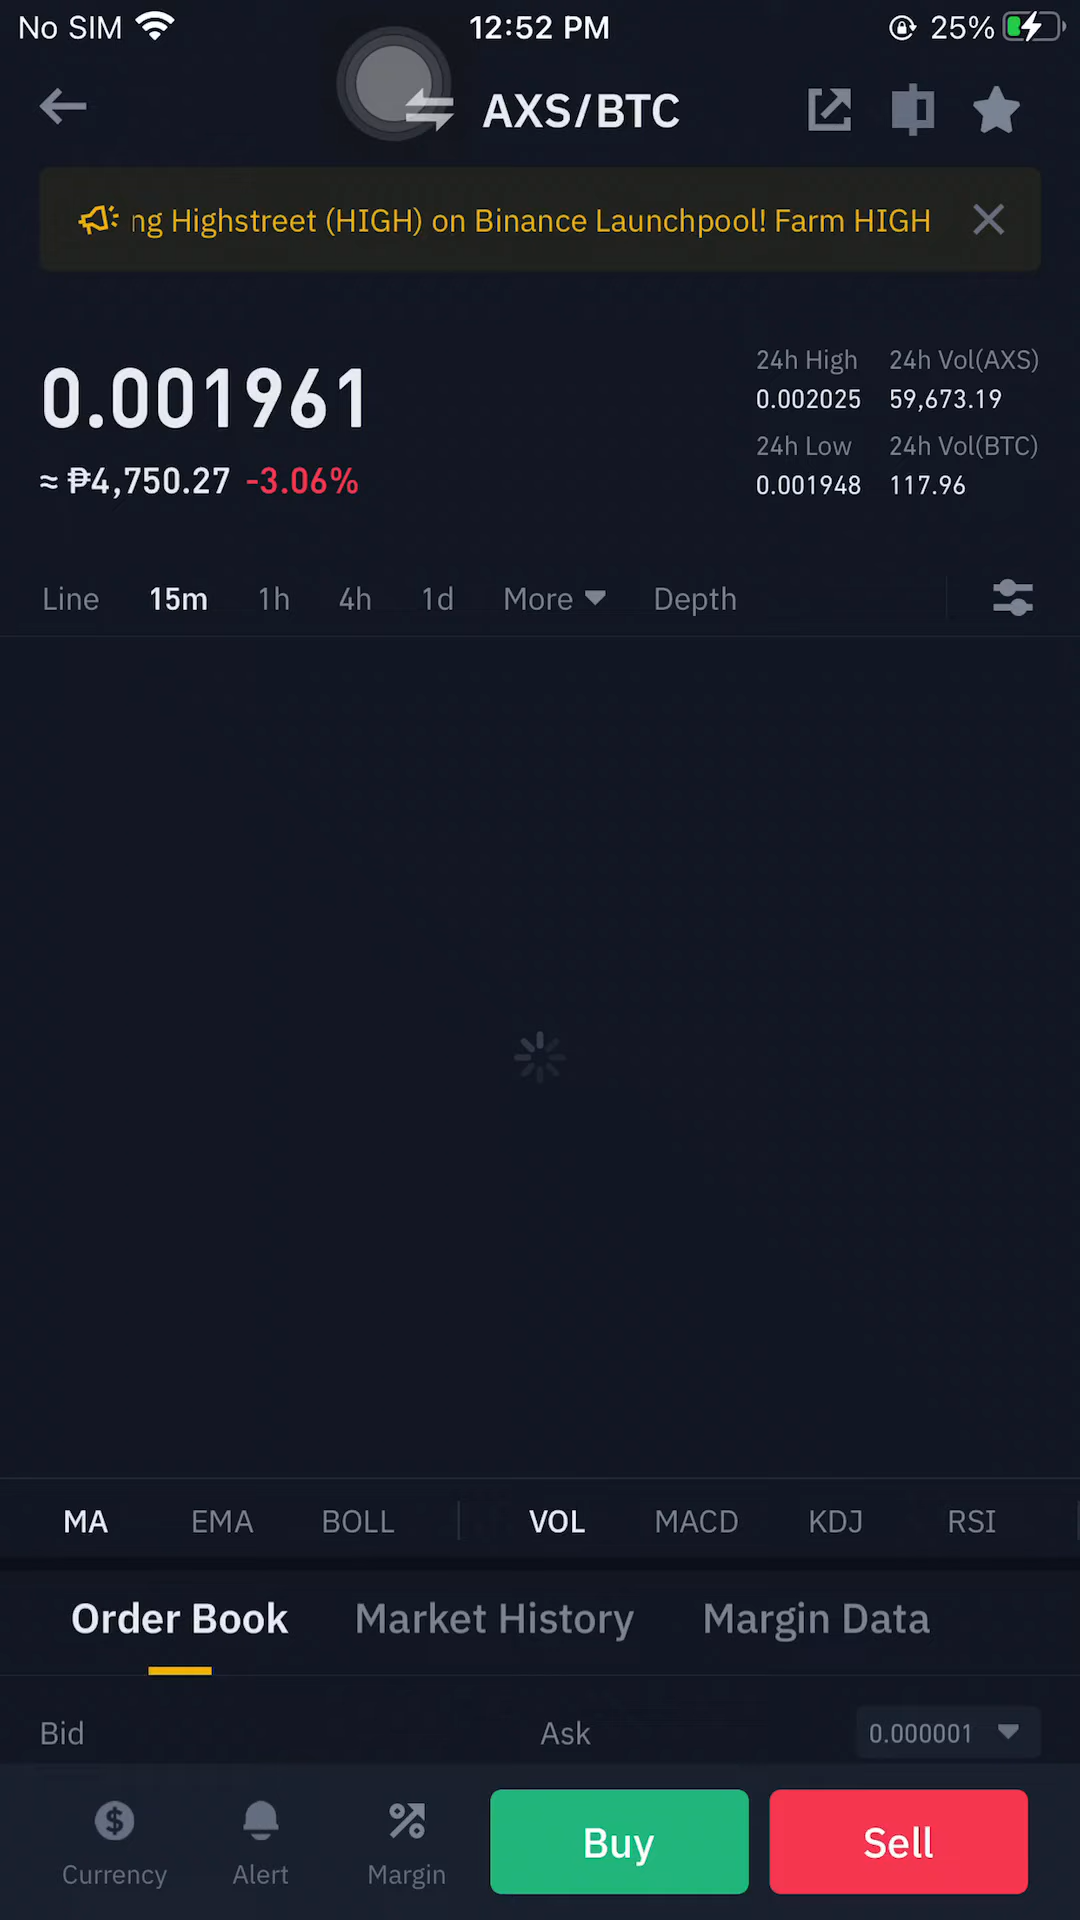 No SIM 12:52 PM 25%
AXS/BTC
ng Highstreet (HIGH) on Binance Launchpool! Farm HIGH
0.001961
≈ ₱4,750.27 -3.06%
24h High 24h Vol(AXS)
0.002025 59,673.19
24h Low 24h Vol(BTC)
0.001948 117.96
Line 15m 1h 4h 1d More Depth
MA EMA BOLL VOL MACD KDJ RSI
Order Book Market History Margin Data
Bid Ask 0.000001
Currency Alert Margin Buy Sell